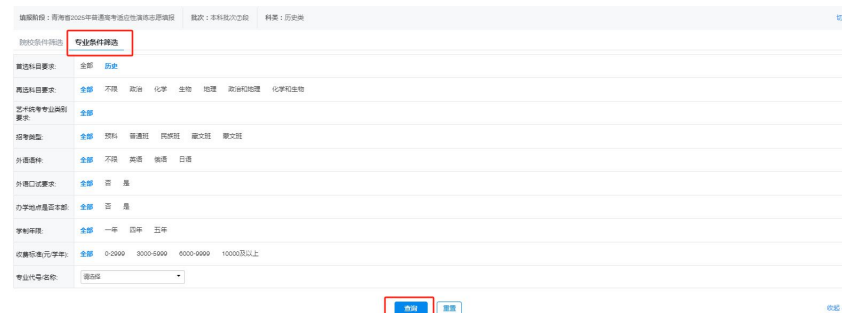 填报阶段：青海省2025年普通高考适应性演练志愿填报 批次：本科批次①段 科类：历史类
院校条件筛选 专业条件筛选
首选科目要求: 全部 历史
再选科目要求: 全部 不限 政治 化学 生物 地理 政治和地理 化学和生物
艺术统考专业类别
要求: 全部
招考类型: 全部 预科 普通班 民族班 藏文班 蒙文班
外语语种: 全部 不限 英语 俄语 日语
外语口试要求: 全部 否 是
办学地点是否本部: 全部 否 是
学制年限: 全部 一年 四年 五年
收费标准(元/学年): 全部 0-2999 3000-5999 6000-9999 10000及以上
专业代号/名称: 请选择
查询 重置 收起